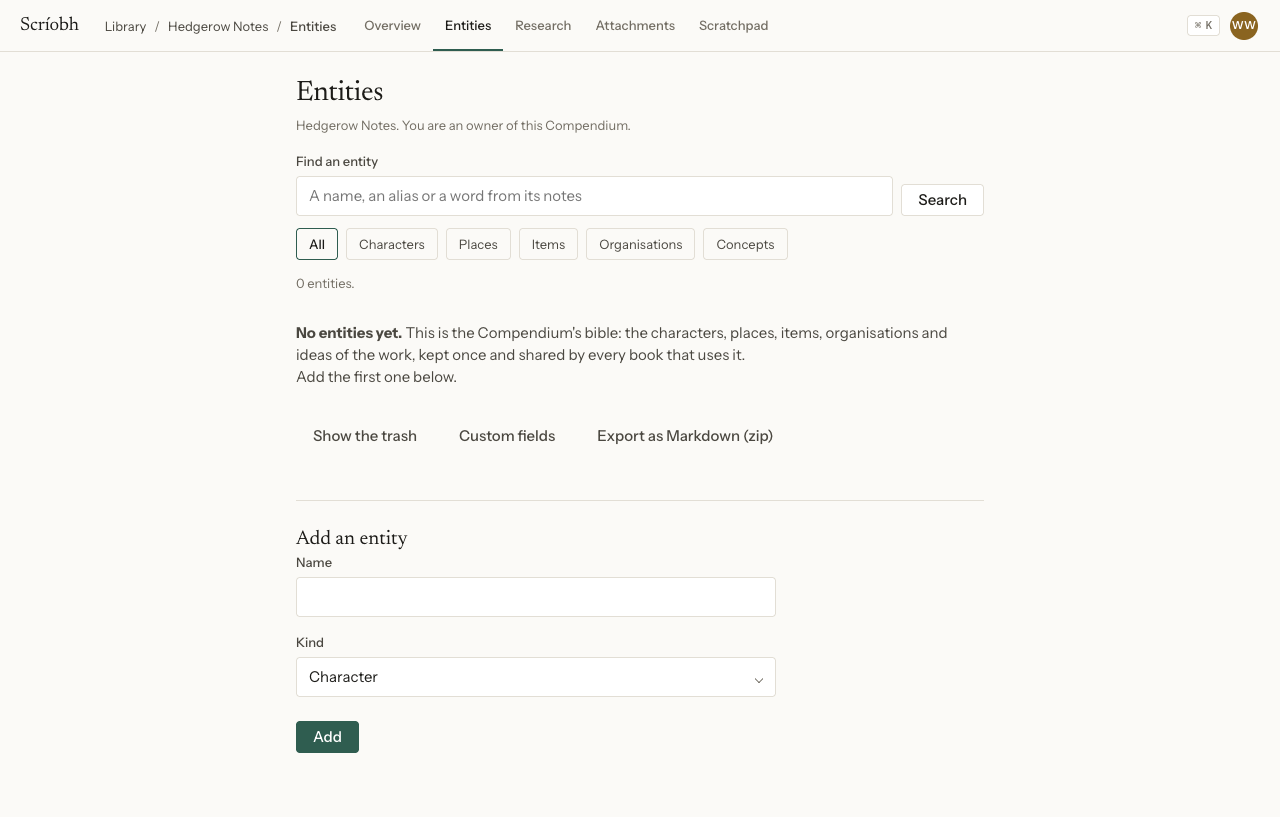 Scríobh
Library / Hedgerow Notes / Entities
Overview
Entities
Research
Attachments
Scratchpad
⌘ K
WW
Entities
Hedgerow Notes. You are an owner of this Compendium.
Find an entity
A name, an alias or a word from its notes
Search
All
Characters
Places
Items
Organisations
Concepts
0 entities.
No entities yet. This is the Compendium's bible: the characters, places, items, organisations and
ideas of the work, kept once and shared by every book that uses it.
Add the first one below.
Show the trash
Custom fields
Export as Markdown (zip)
Add an entity
Name
Kind
Character
Add